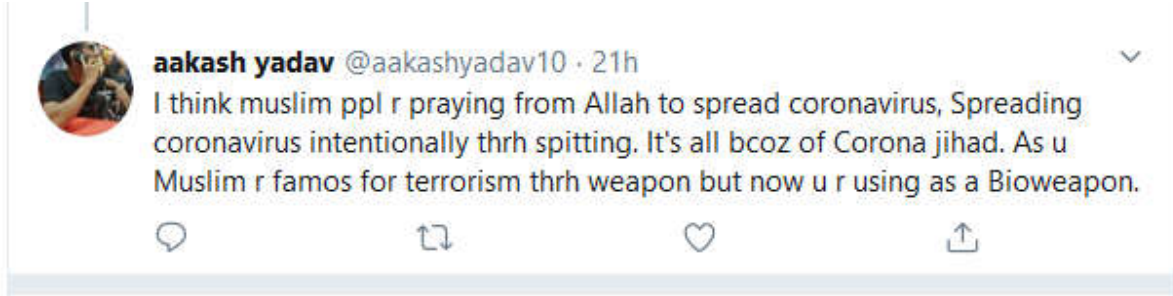 aakash yadav @aakashyadav10 · 21h
I think muslim ppl r praying from Allah to spread coronavirus, Spreading
coronavirus intentionally thrh spitting. It's all bcoz of Corona jihad. As u
Muslim r famos for terrorism thrh weapon but now u r using as a Bioweapon.